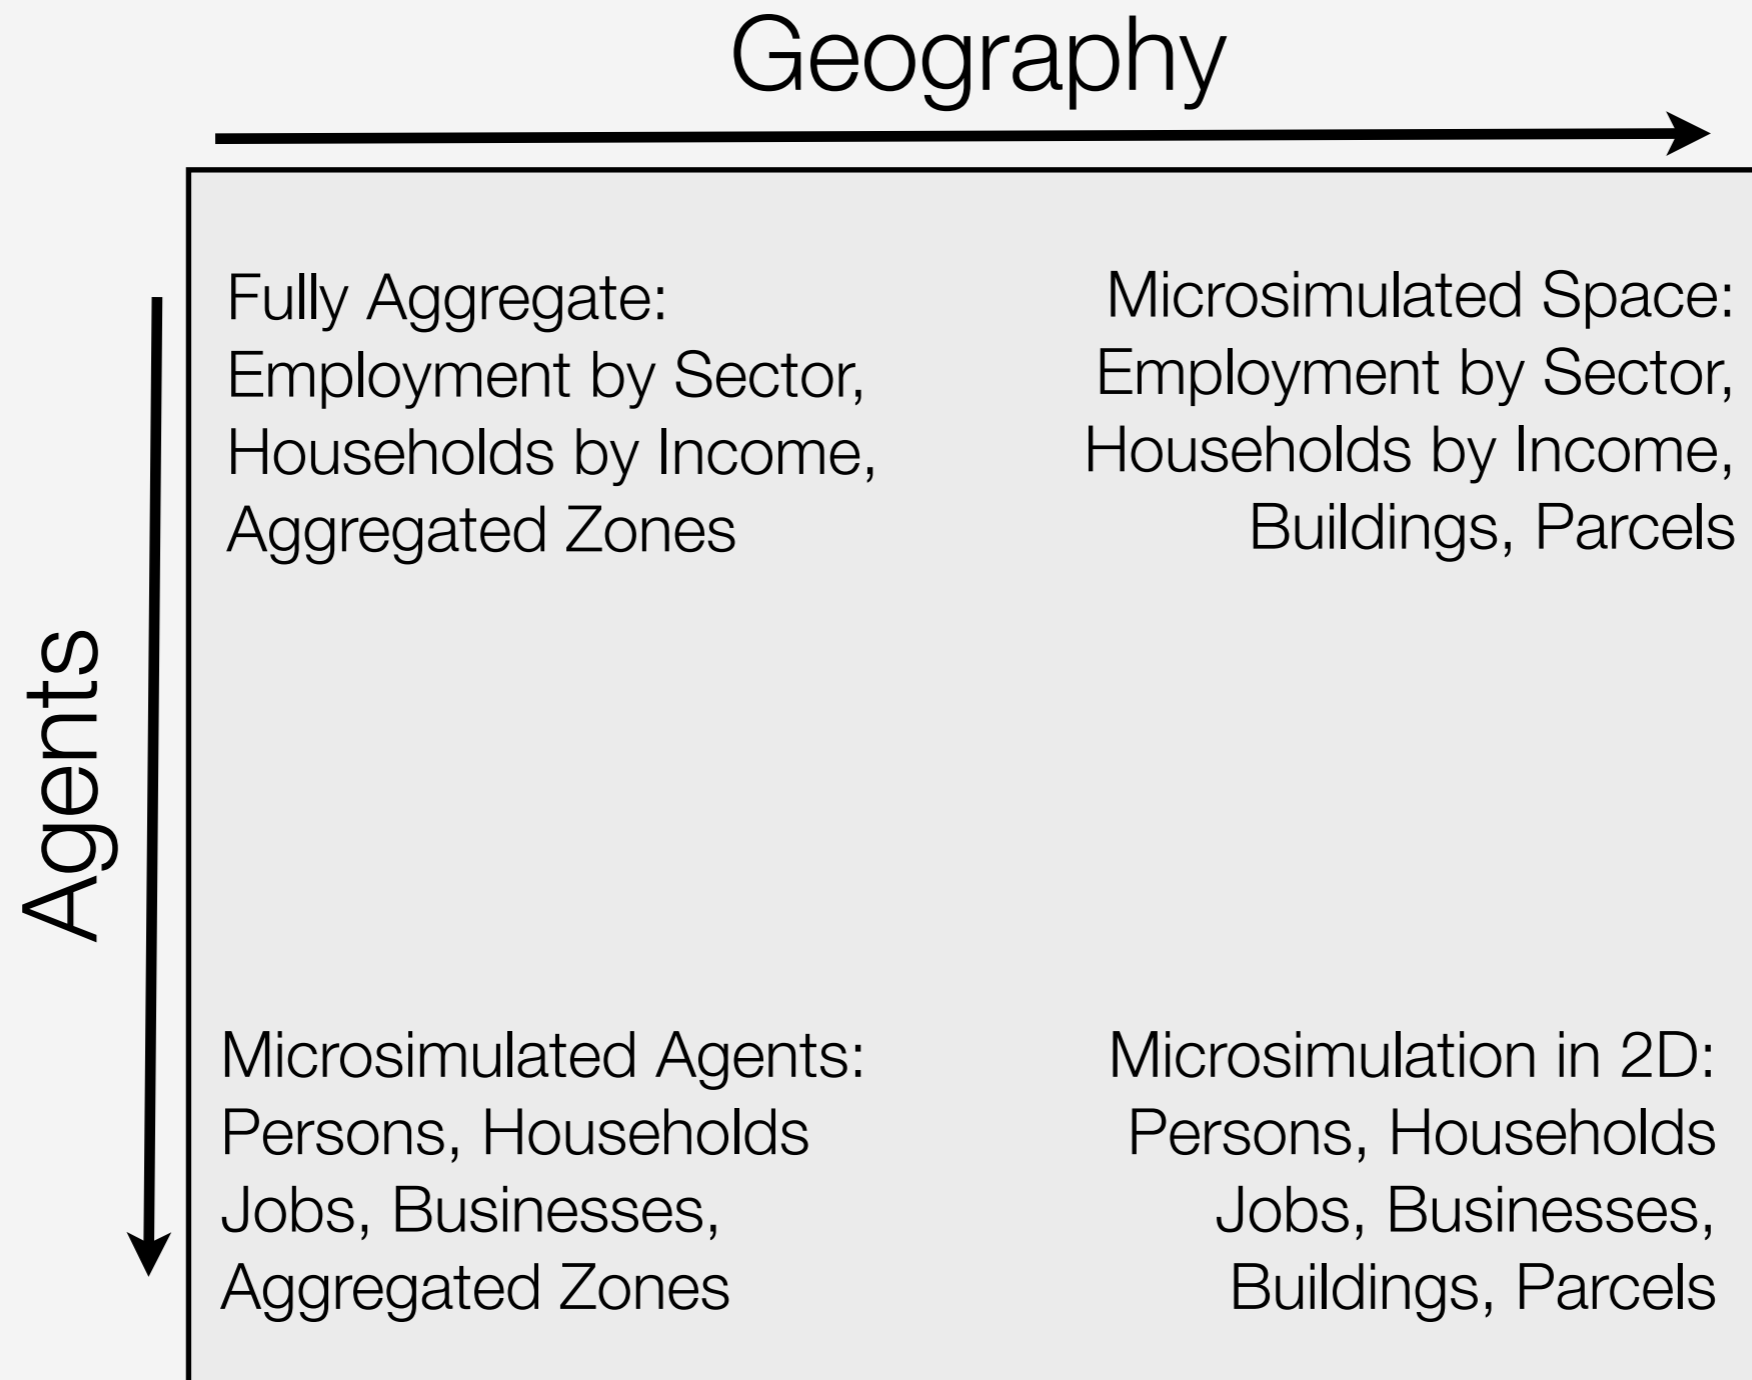 Geography
Agents
Fully Aggregate:
Employment by Sector,
Households by Income,
Aggregated Zones
Microsimulated Space:
Employment by Sector,
Households by Income,
Buildings, Parcels
Microsimulated Agents:
Persons, Households
Jobs, Businesses,
Aggregated Zones
Microsimulation in 2D:
Persons, Households
Jobs, Businesses,
Buildings, Parcels